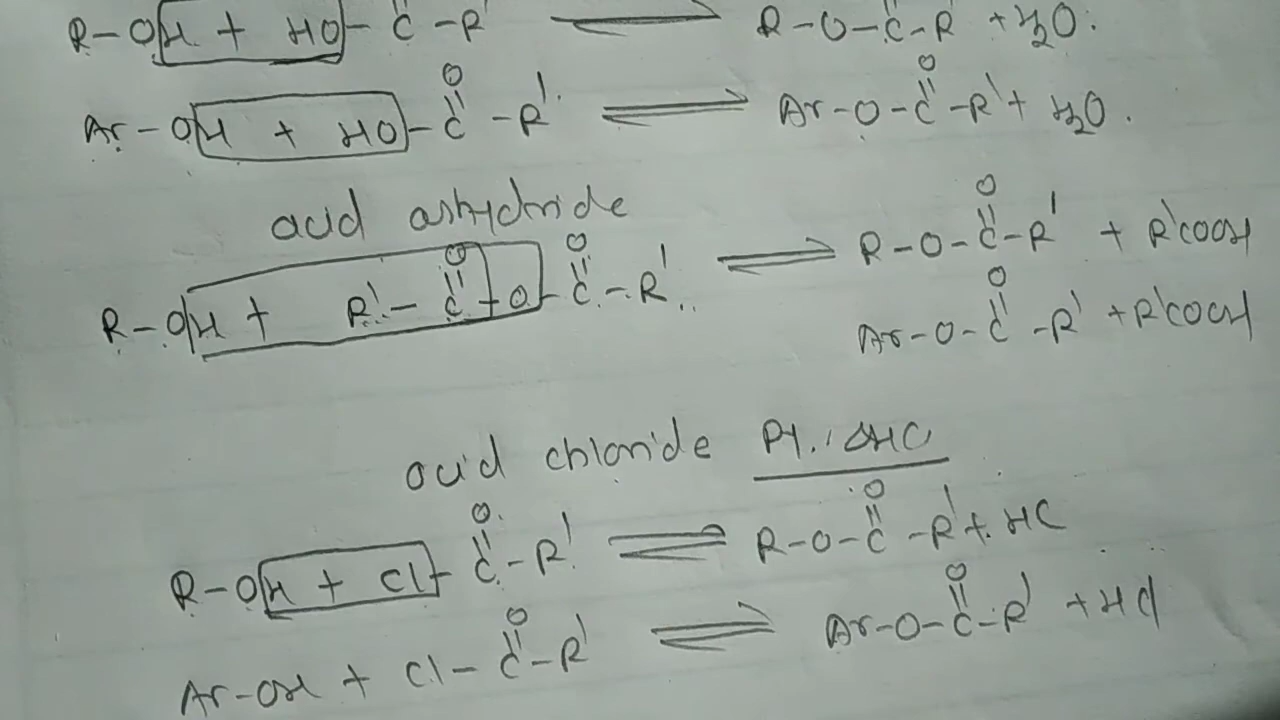 R-OH + HO-C-R' ⇌ R-O-C-R' + H2O.
O O
Ar-OH + HO-C-R'. ⇌ Ar-O-C-R' + H2O.
acid anhydride
O O O
R-OH + R'-C-O-C-R' ⇌ R-O-C-R' + R'COOH
O
Ar-O-C-R' + R'COOH
acid chloride
O O
R-OH + Cl-C-R' ⇌ R-O-C-R' + HC
O O
Ar-OH + Cl-C-R' ⇌ Ar-O-C-R' + HCl